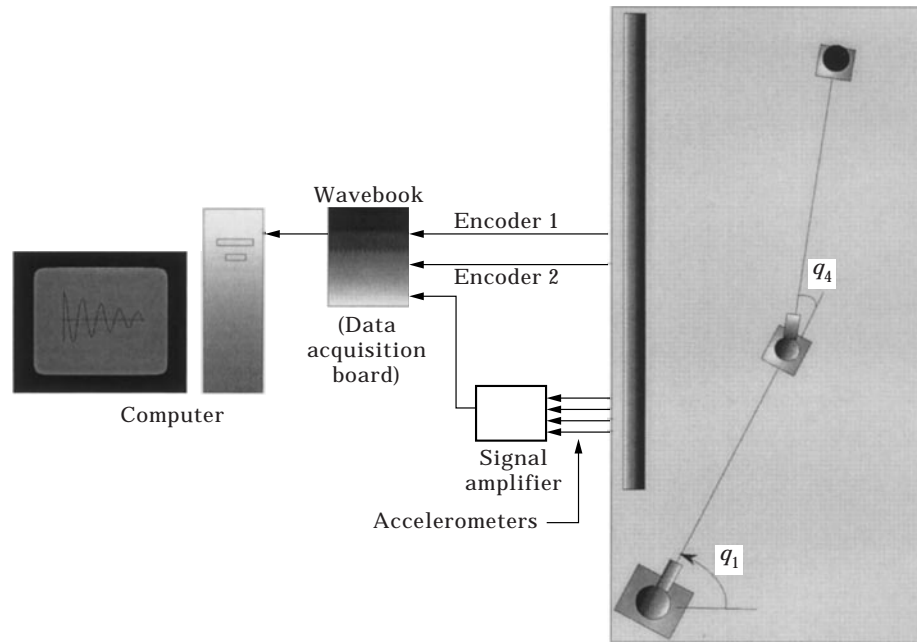 Wavebook
Encoder 1
Encoder 2
(Data
acquisition
board)
Computer
Signal
amplifier
Accelerometers
q₄
q₁